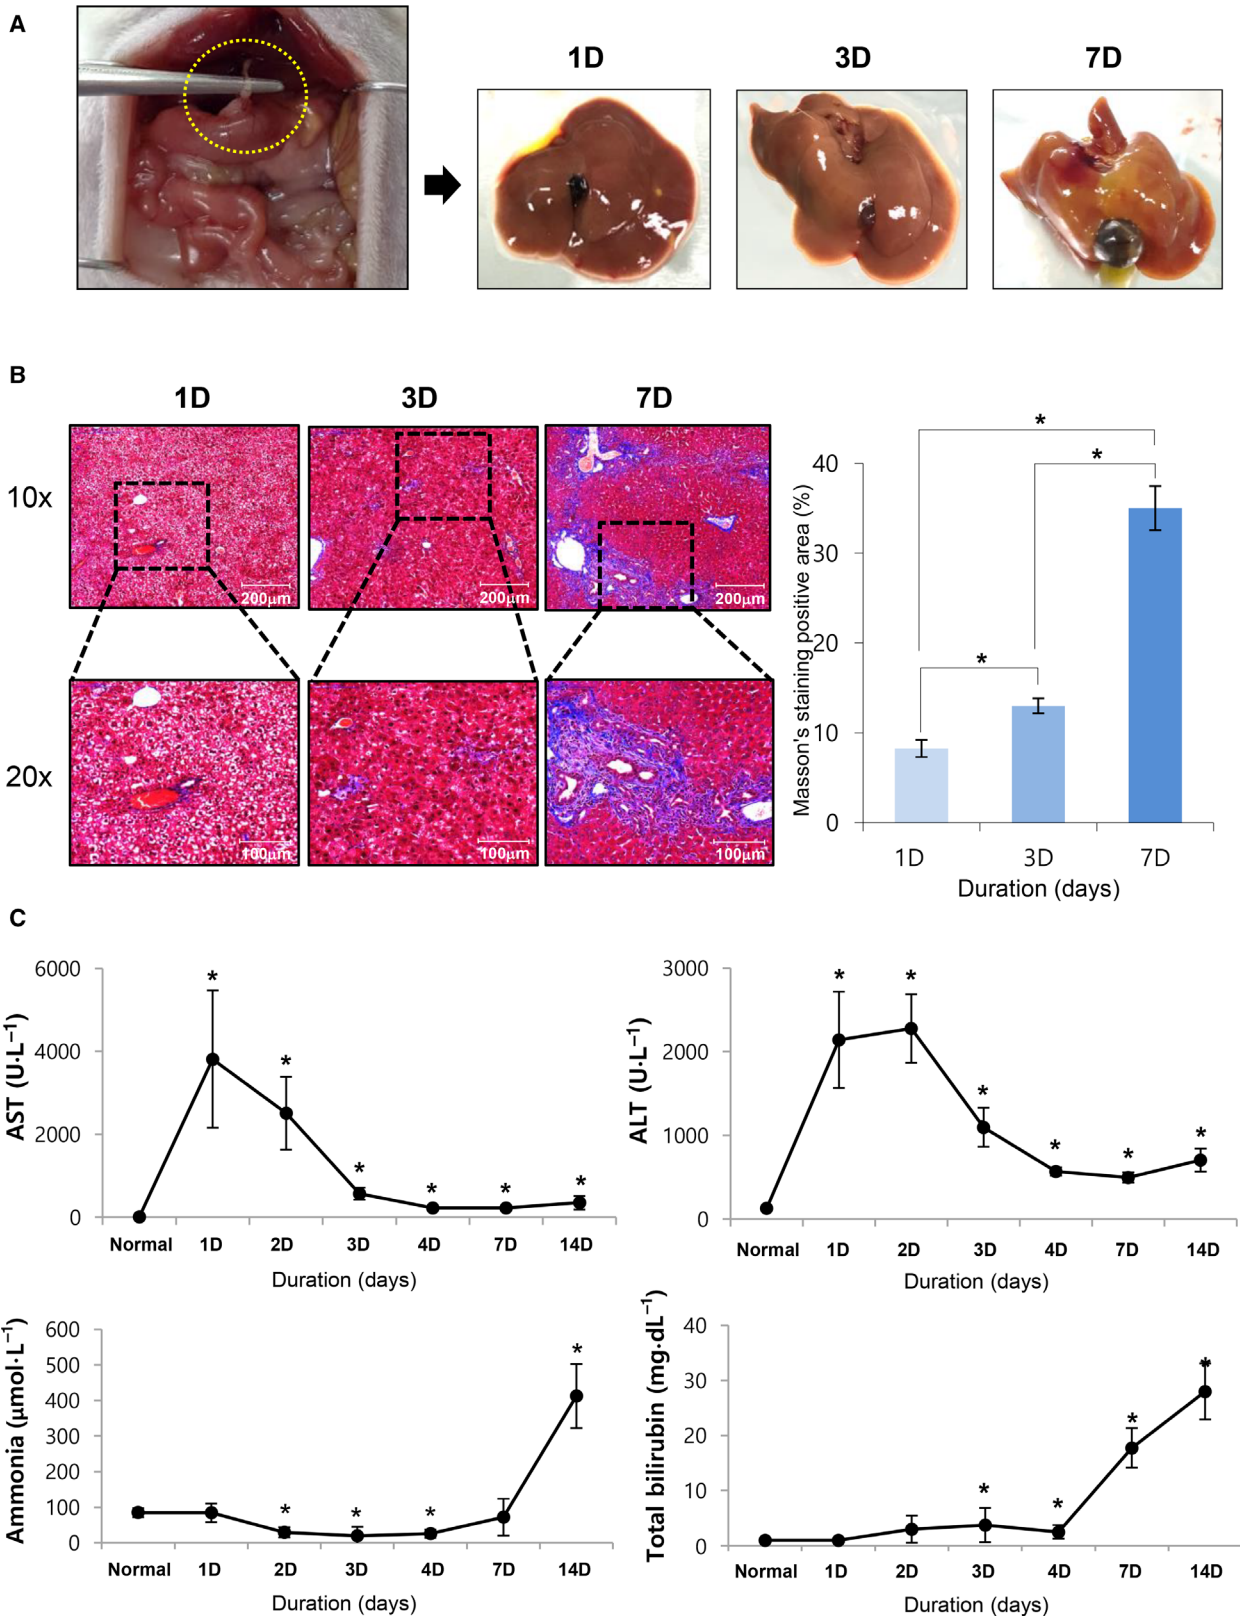 A
1D 3D 7D
B
1D 3D 7D
10x
200μm 200μm 200μm
20x
100μm 100μm 100μm
Masson's staining positive area (%)
40
30
20
10
0
* * *
1D 3D 7D
Duration (days)
C
AST (U·L⁻¹)
6000
4000
2000
0
* * * * * *
Normal 1D 2D 3D 4D 7D 14D
Duration (days)
ALT (U·L⁻¹)
3000
2000
1000
0
* * * * * *
Normal 1D 2D 3D 4D 7D 14D
Duration (days)
Ammonia (μmol·L⁻¹)
600
500
400
300
200
100
0
* * * *
Normal 1D 2D 3D 4D 7D 14D
Duration (days)
Total bilirubin (mg·dL⁻¹)
40
30
20
10
0
* * * *
Normal 1D 2D 3D 4D 7D 14D
Duration (days)